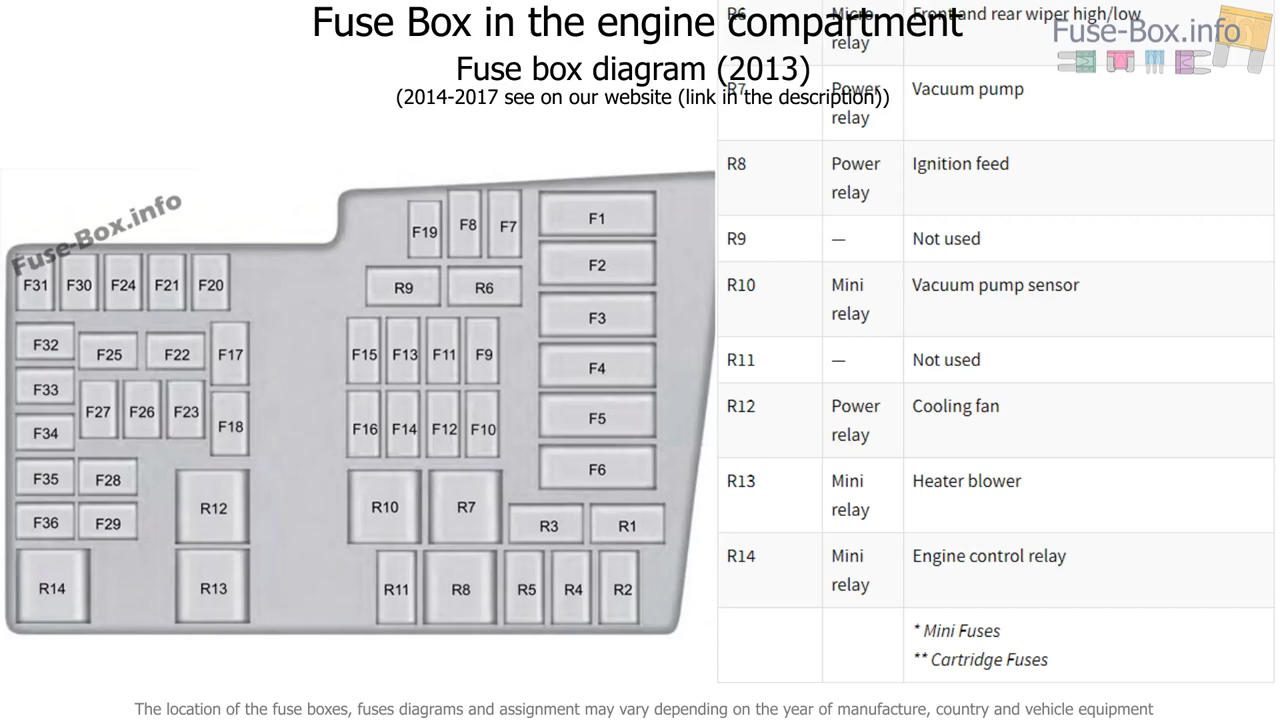 Fuse Box in the engine compartment
Fuse box diagram (2013)
(2014-2017 see on our website (link in the description))
Fuse-Box.info
Fuse-Box.info
F19 F8 F7 F1
F31 F30 F24 F21 F20
R9 R6 F2
F32 F25 F22 F17
F15 F13 F11 F9 F3
F33 F27 F26 F23 F18
F4
F34
F16 F14 F12 F10 F5
F35 F28
F6
F36 F29 R12
R10 R7 R3 R1
R14 R13
R11 R8 R5 R4 R2
R6 Micro relay Front and rear wiper high/low
R7 Power relay Vacuum pump
R8 Power relay Ignition feed
R9 — Not used
R10 Mini relay Vacuum pump sensor
R11 — Not used
R12 Power relay Cooling fan
R13 Mini relay Heater blower
R14 Mini relay Engine control relay
* Mini Fuses
** Cartridge Fuses
The location of the fuse boxes, fuses diagrams and assignment may vary depending on the year of manufacture, country and vehicle equipment